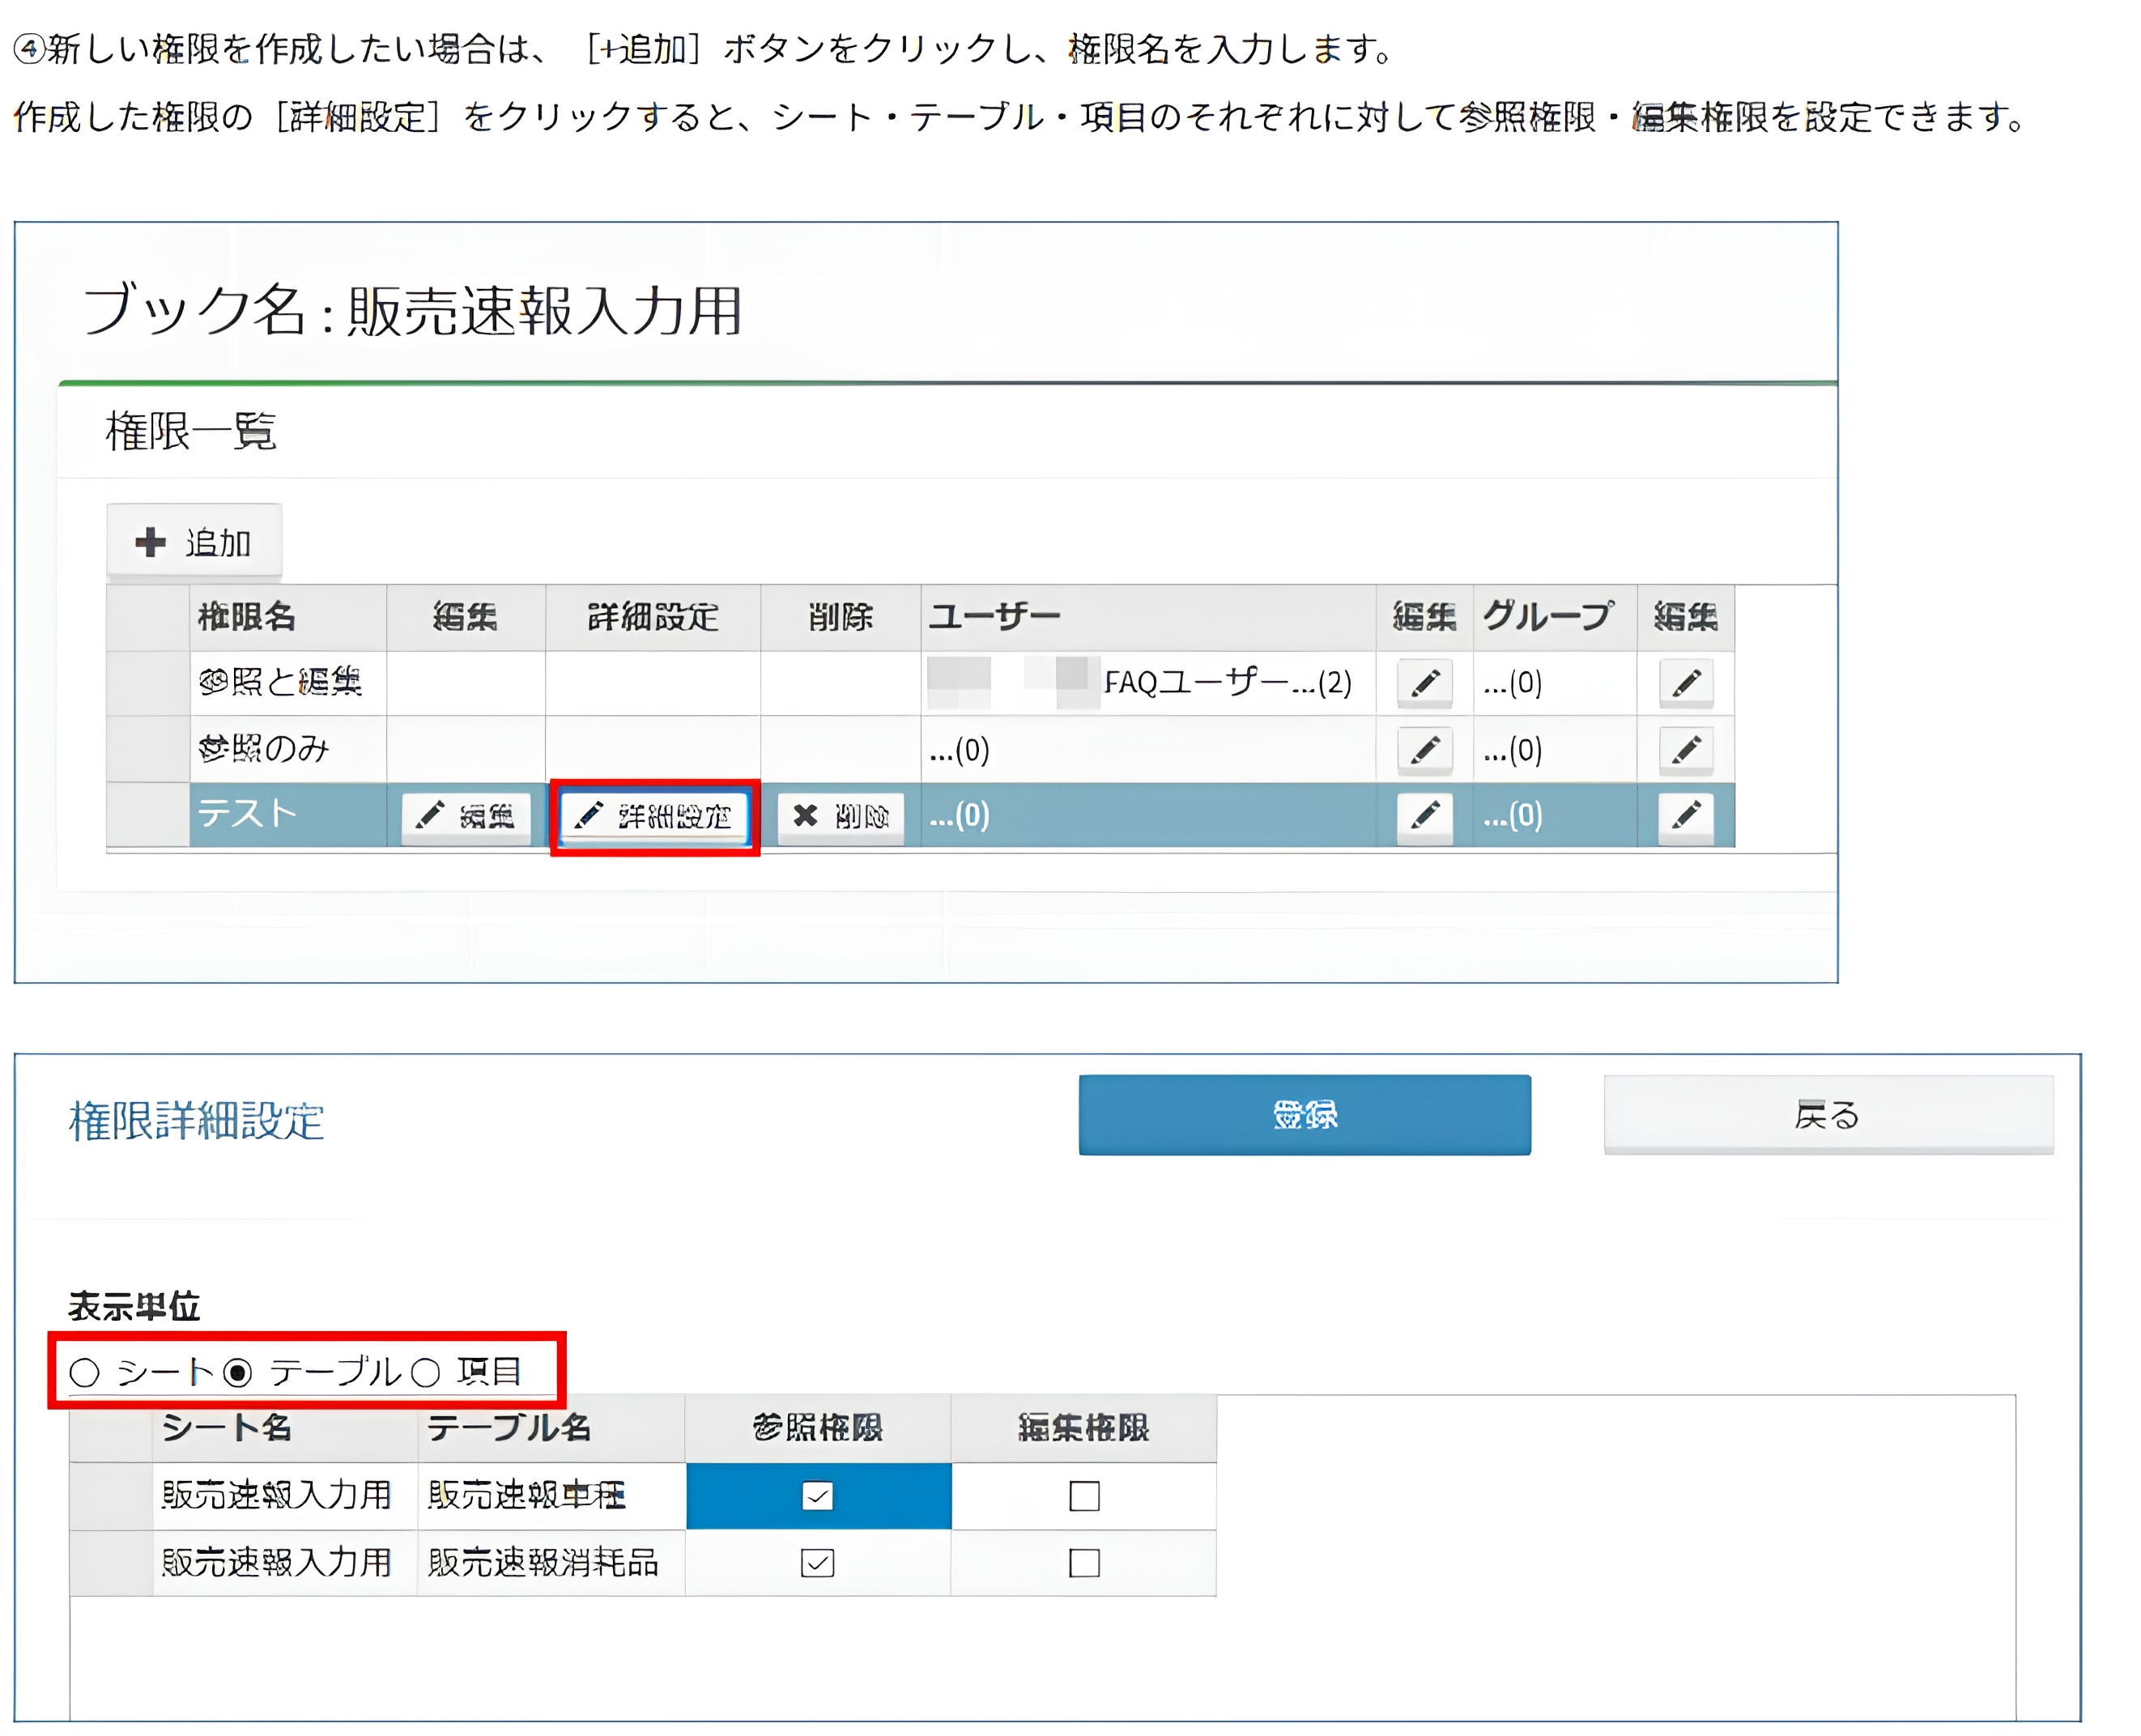 ④新しい権限を作成したい場合は、［+追加］ボタンをクリックし、権限名を入力します。
作成した権限の［詳細設定］をクリックすると、シート・テーブル・項目のそれぞれに対して参照権限・編集権限を設定できます。
ブック名:販売速報入力用
権限一覧
追加
権限名 編集 詳細設定 削除 ユーザー 編集 グループ 編集
参照と編集 FAQユーザー...(2) ...(0)
参照のみ ...(0) ...(0)
テスト 編集 詳細設定 削除 ...(0) ...(0)
権限詳細設定 登録 戻る
表示単位
シート テーブル 項目
シート名 テーブル名 参照権限 編集権限
販売速報入力用 販売速報車種
販売速報入力用 販売速報消耗品